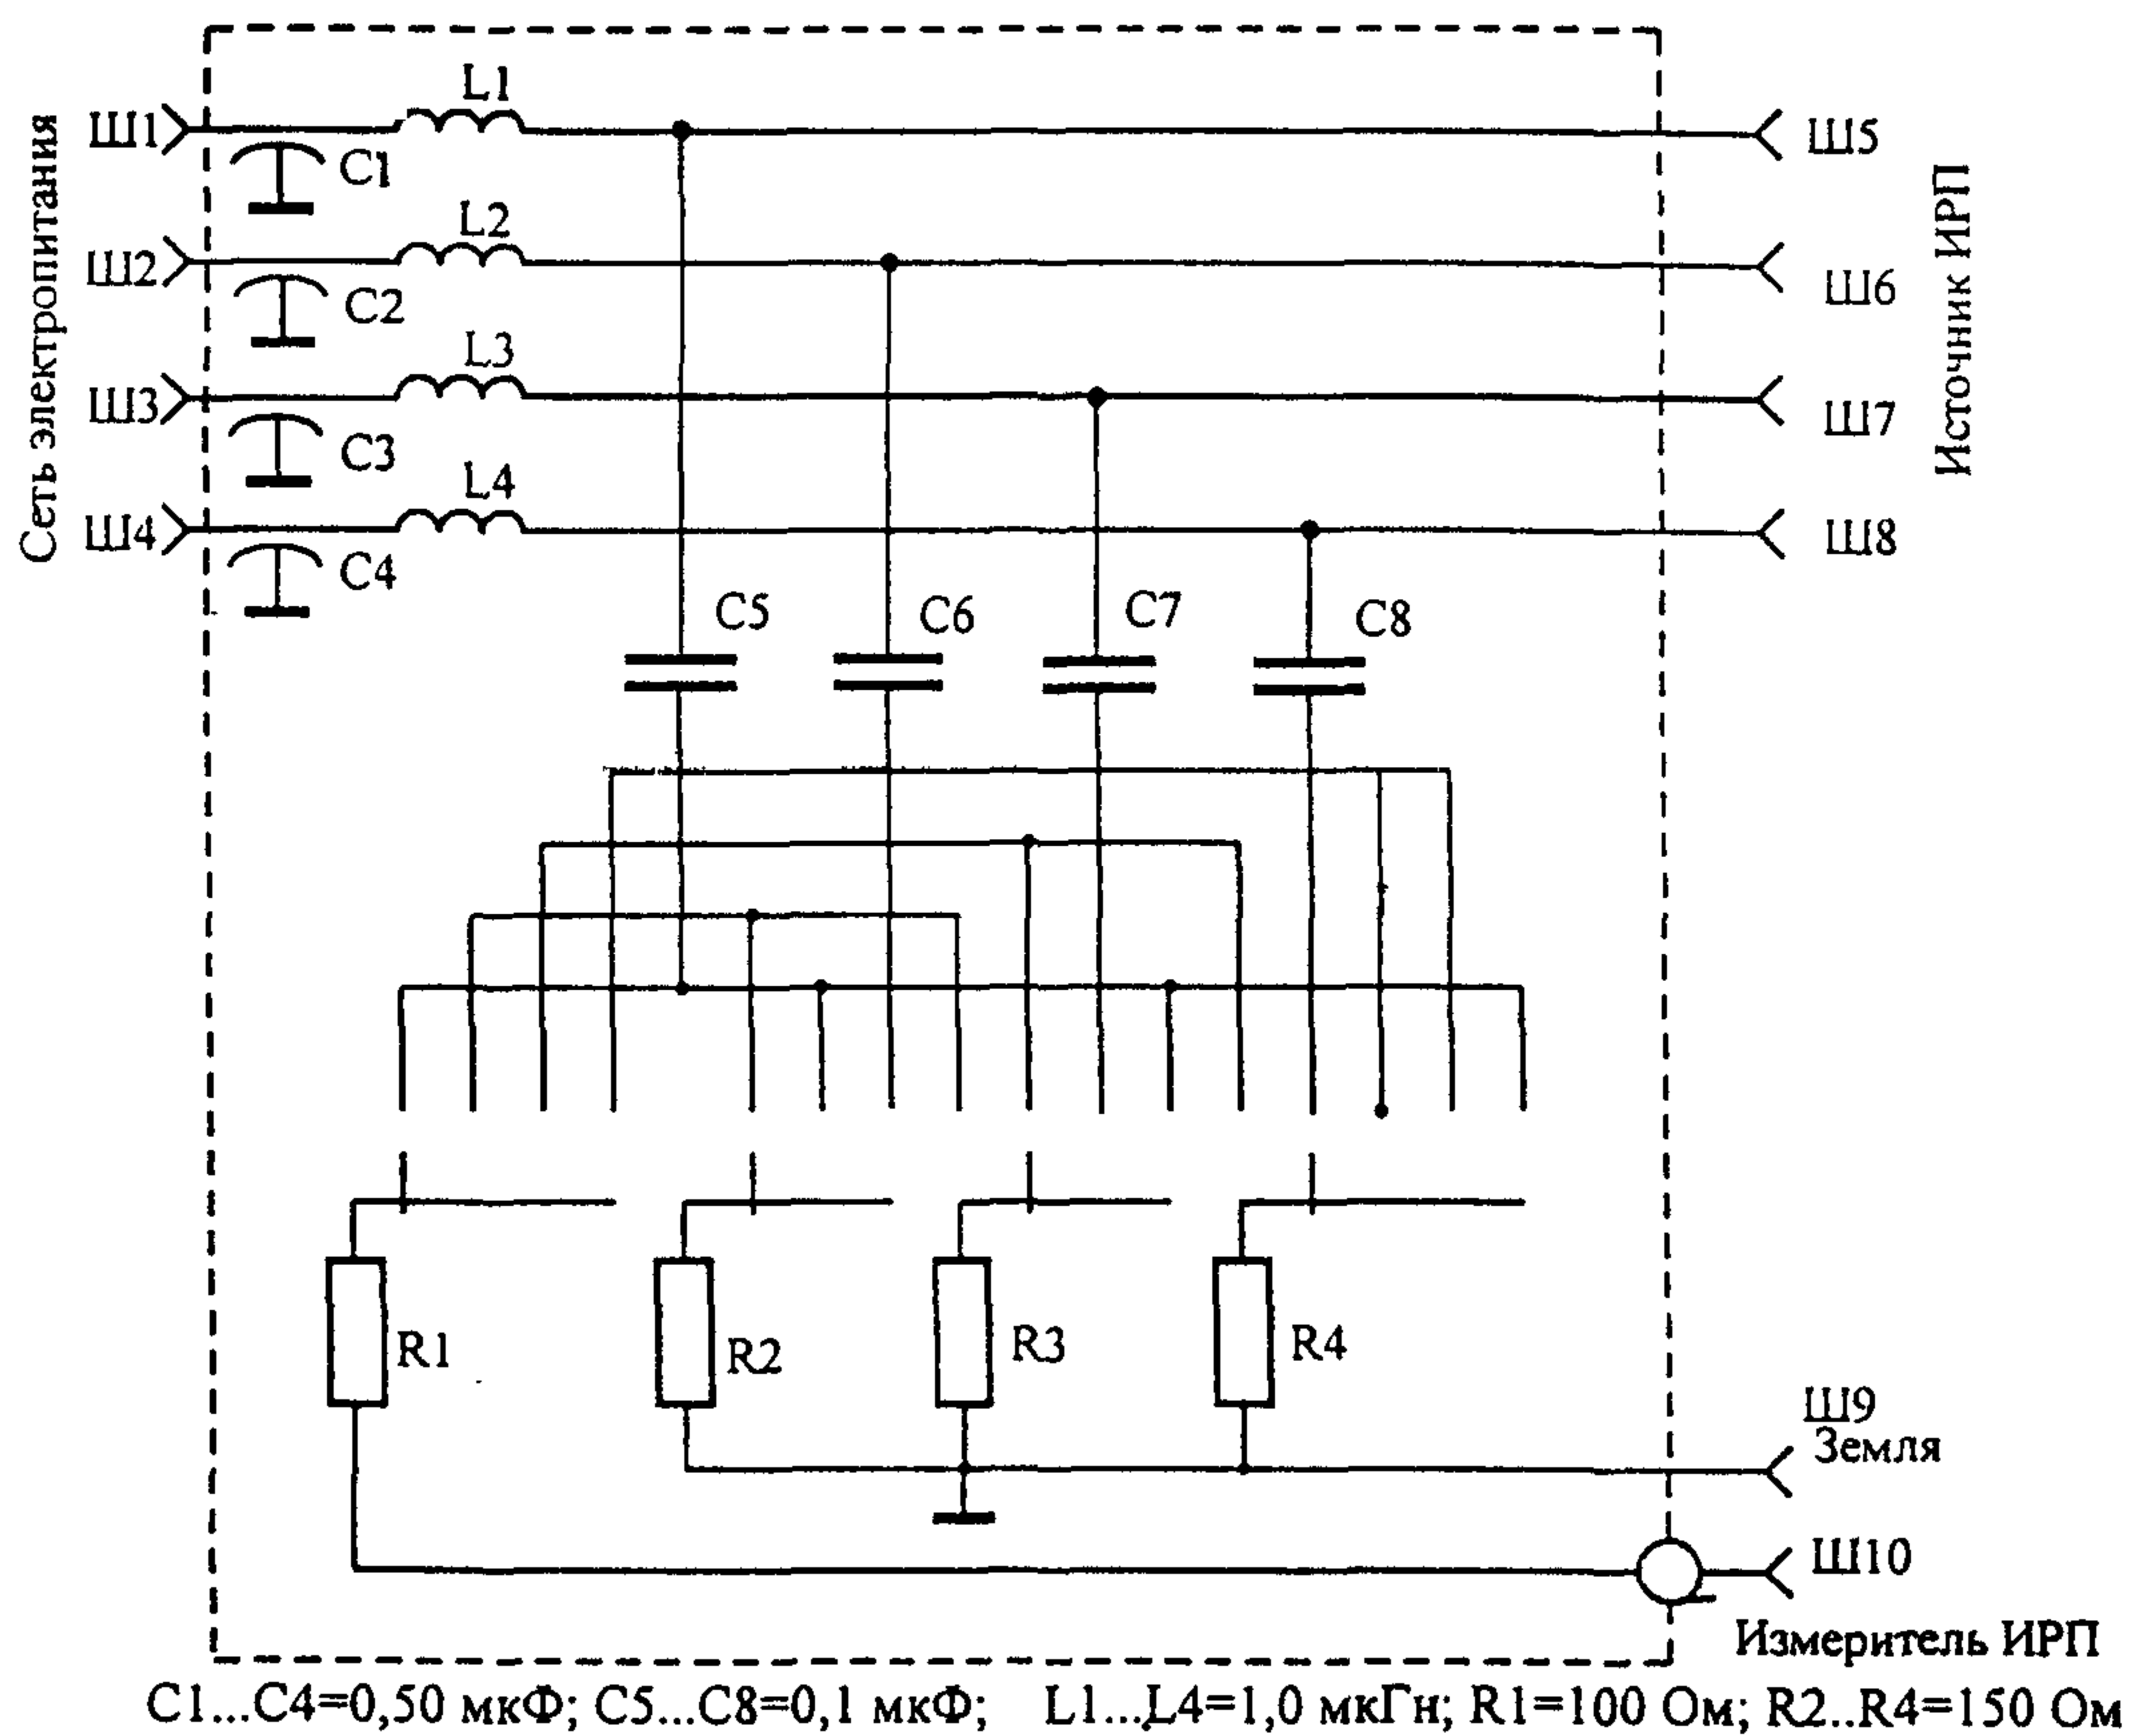 Сеть электропитания
Источник ИРП
Ш1
L1
C1
Ш5
Ш2
L2
C2
Ш6
Ш3
L3
C3
Ш7
Ш4
L4
C4
Ш8
C5
C6
C7
C8
R1
R2
R3
R4
Ш9
Земля
Ш10
Измеритель ИРП
C1...C4=0,50 мкФ; C5...C8=0,1 мкФ; L1...L4=1,0 мкГн; R1=100 Ом; R2..R4=150 Ом